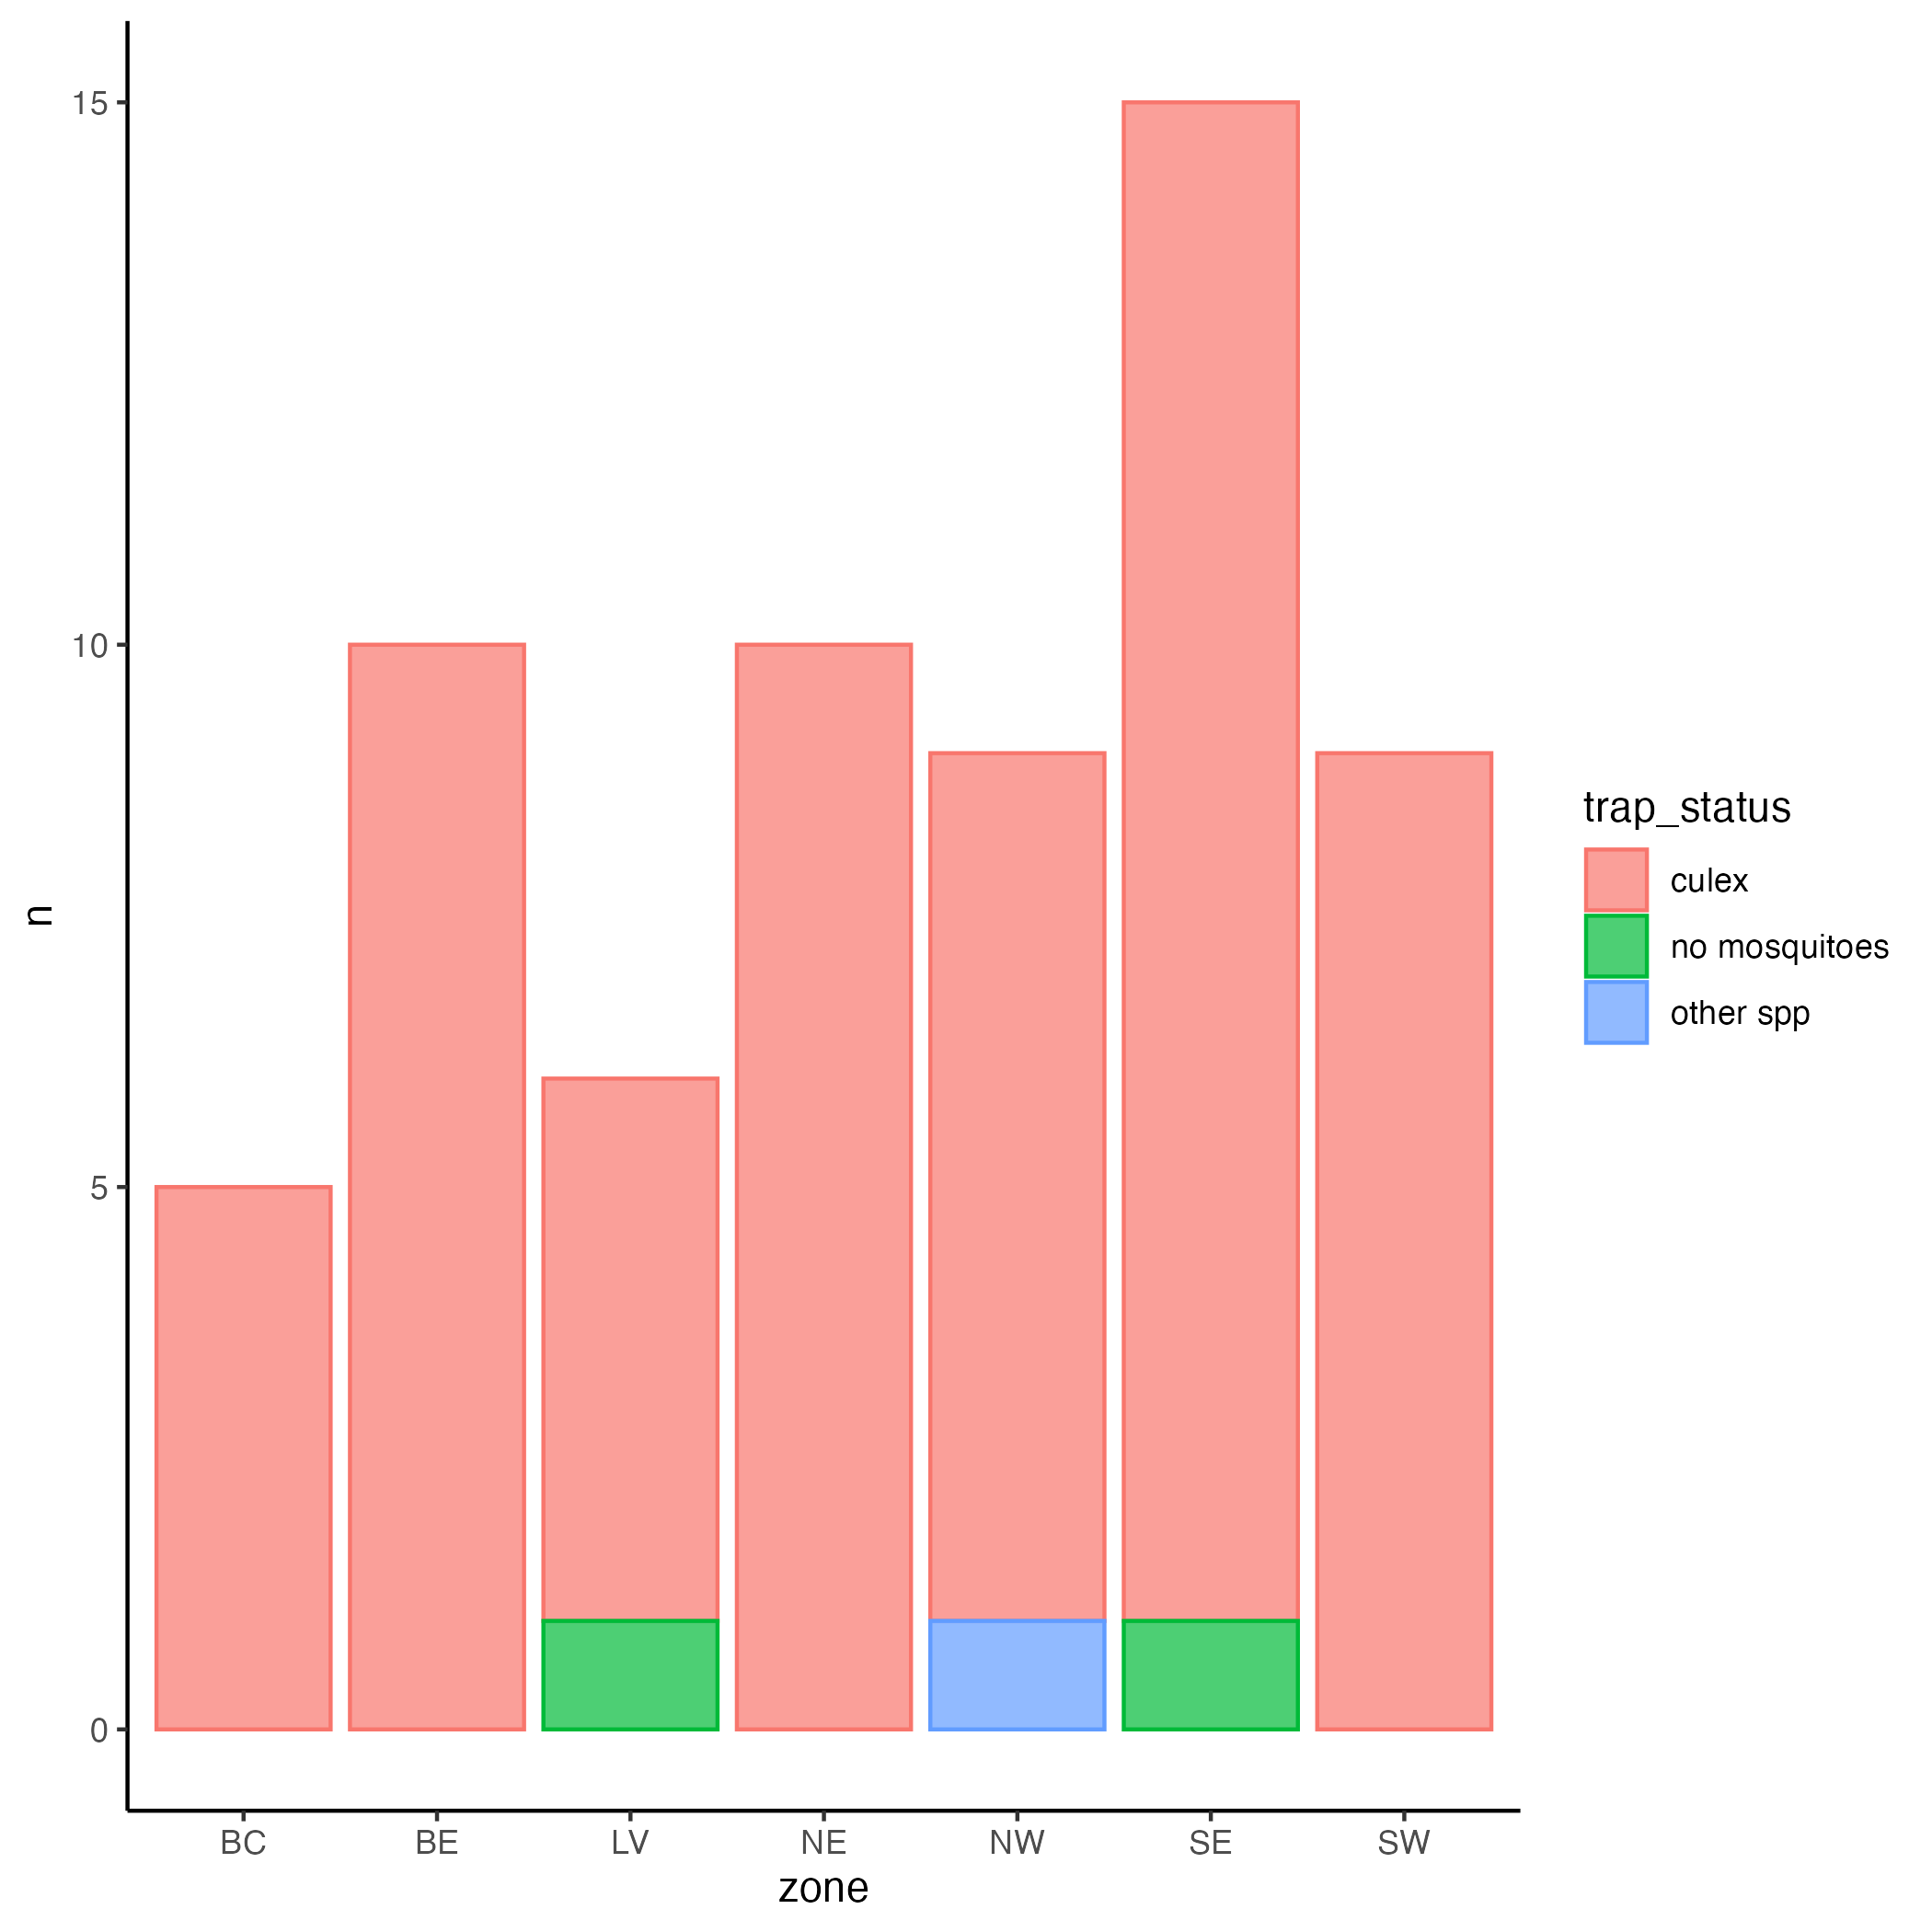 15
10
5
0
n
BC BE LV NE NW SE SW
zone
trap_status
culex
no mosquitoes
other spp